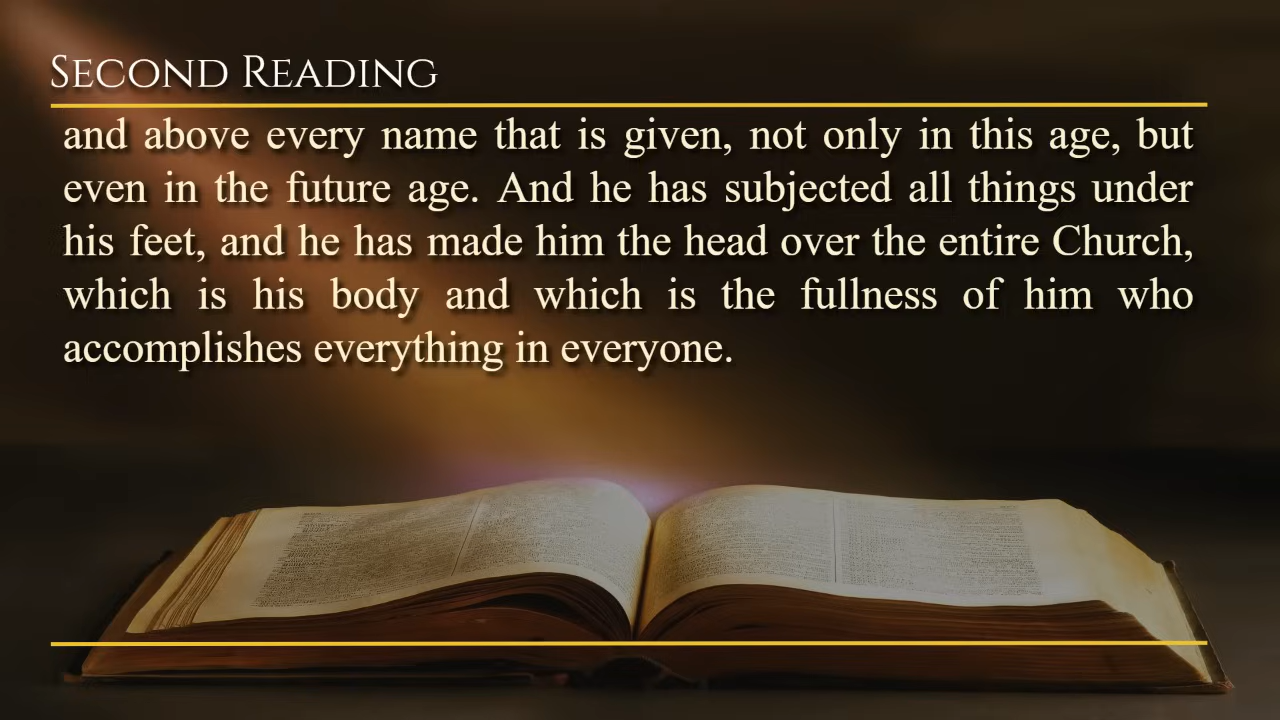 Second Reading
and above every name that is given, not only in this age, but
even in the future age. And he has subjected all things under
his feet, and he has made him the head over the entire Church,
which is his body and which is the fullness of him who
accomplishes everything in everyone.